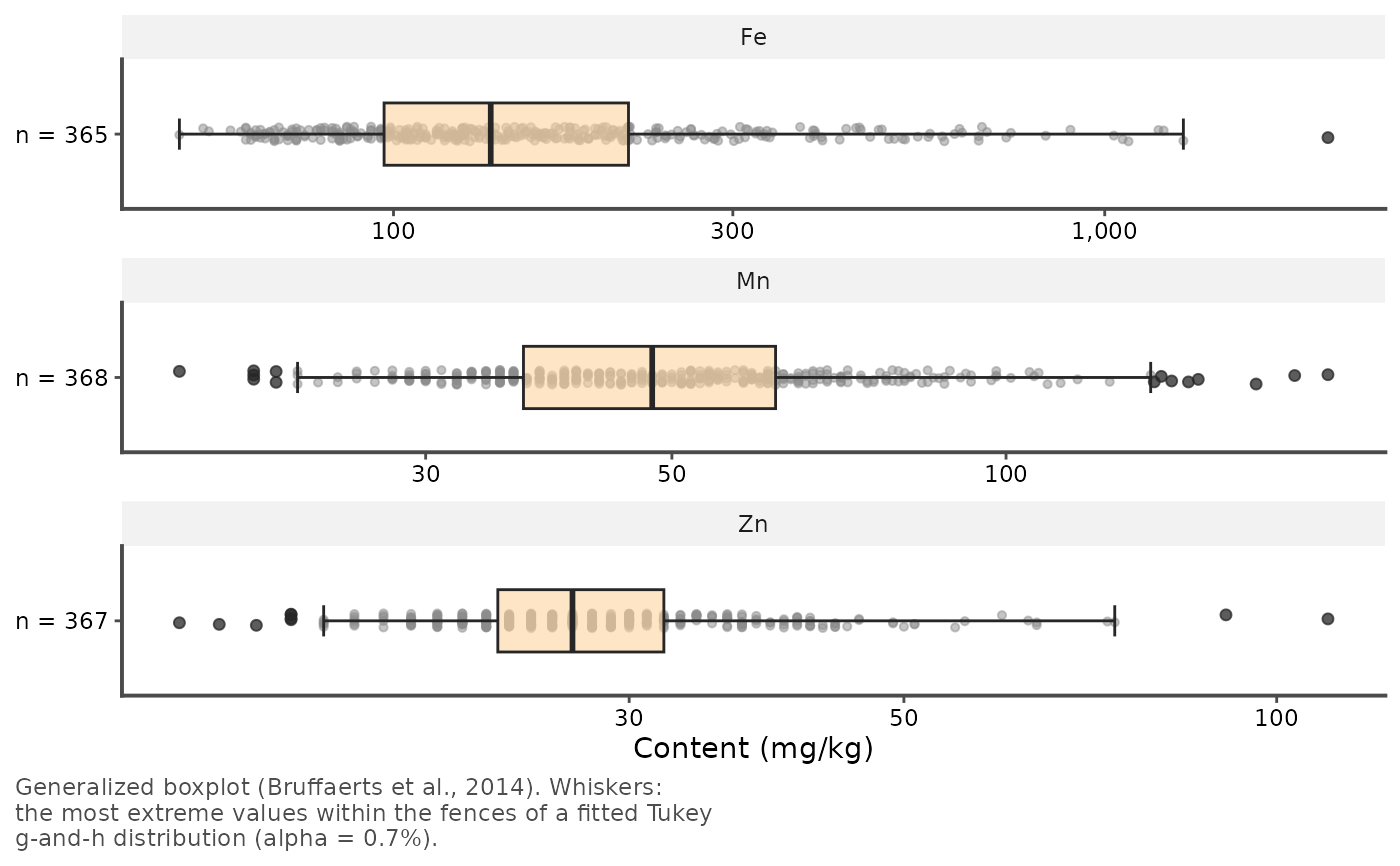 Fe
n = 365
100 300 1,000
Mn
n = 368
30 50 100
Zn
n = 367
30 50 100
Content (mg/kg)
Generalized boxplot (Bruffaerts et al., 2014). Whiskers:
the most extreme values within the fences of a fitted Tukey
g-and-h distribution (alpha = 0.7%).